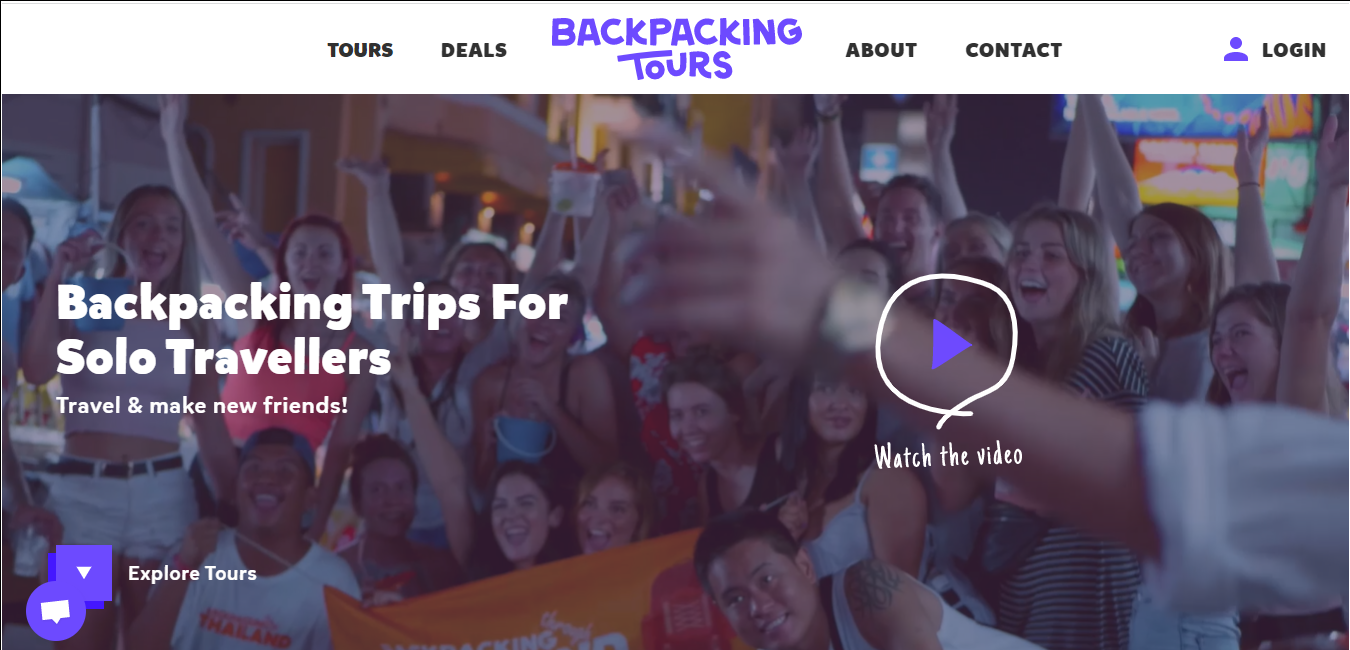 TOURS
DEALS
BACKPACKING
TOURS
ABOUT
CONTACT
LOGIN
Backpacking Trips For
Solo Travellers
Travel & make new friends!
Watch the video
Explore Tours
THAILAND
BACKPACKING